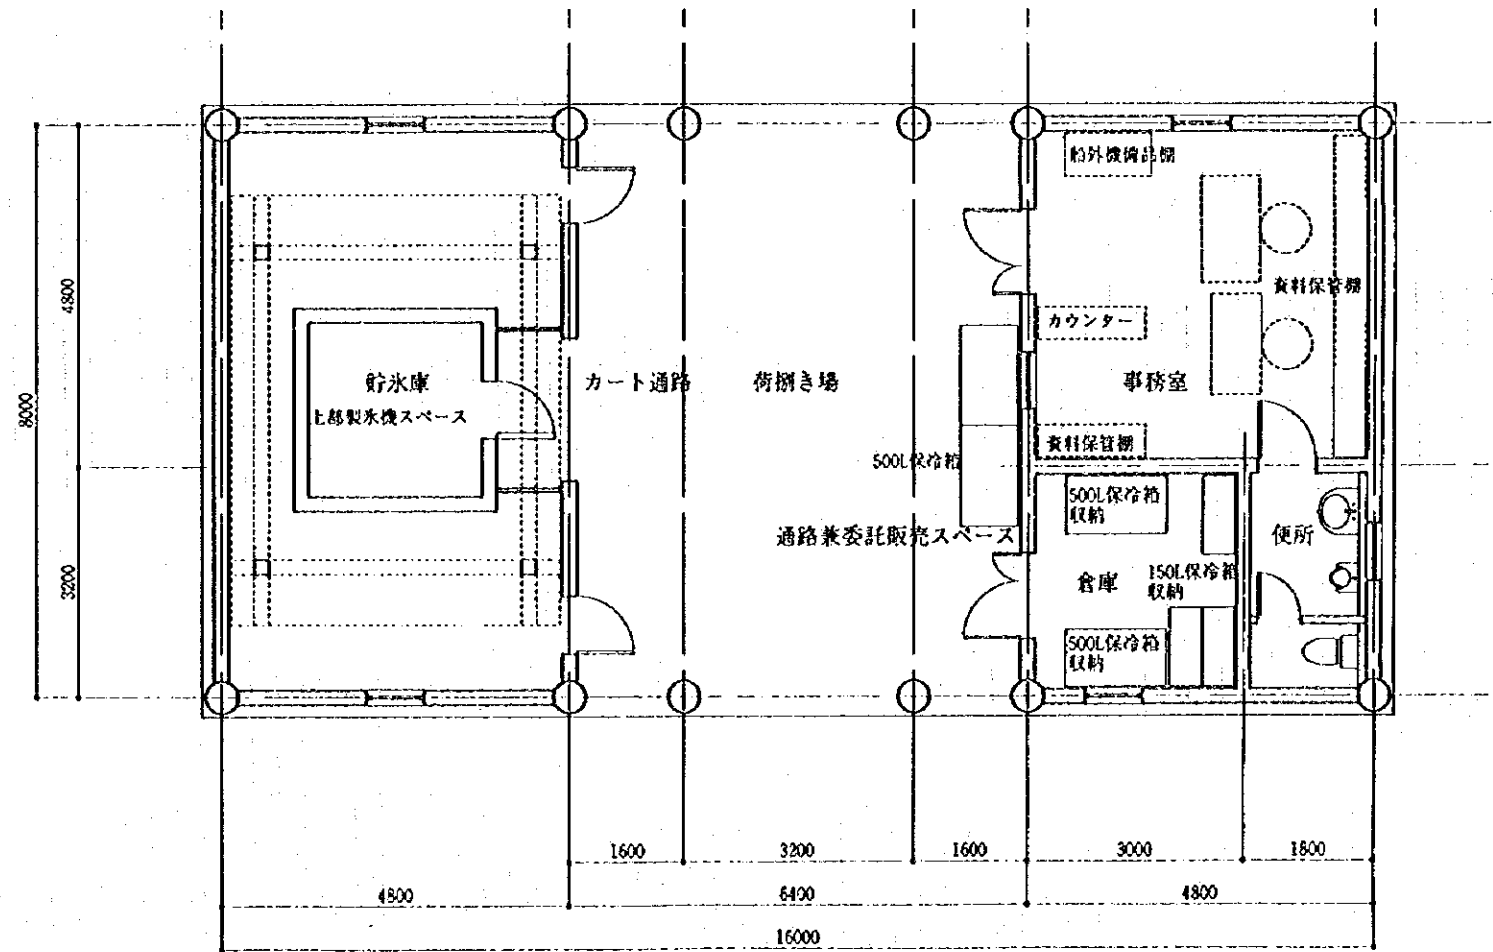 船外機備品棚
4800
資料保管棚
カウンター
8000
貯氷庫
カート通路
荷捌き場
事務室
上部製氷機スペース
資料保管棚
500L保冷箱
500L保冷箱
収納
通路兼委託販売スペース
便所
3200
倉庫
150L保冷箱
収納
500L保冷箱
収納
1600
3200
1600
3000
1800
4800
6400
4800
16000